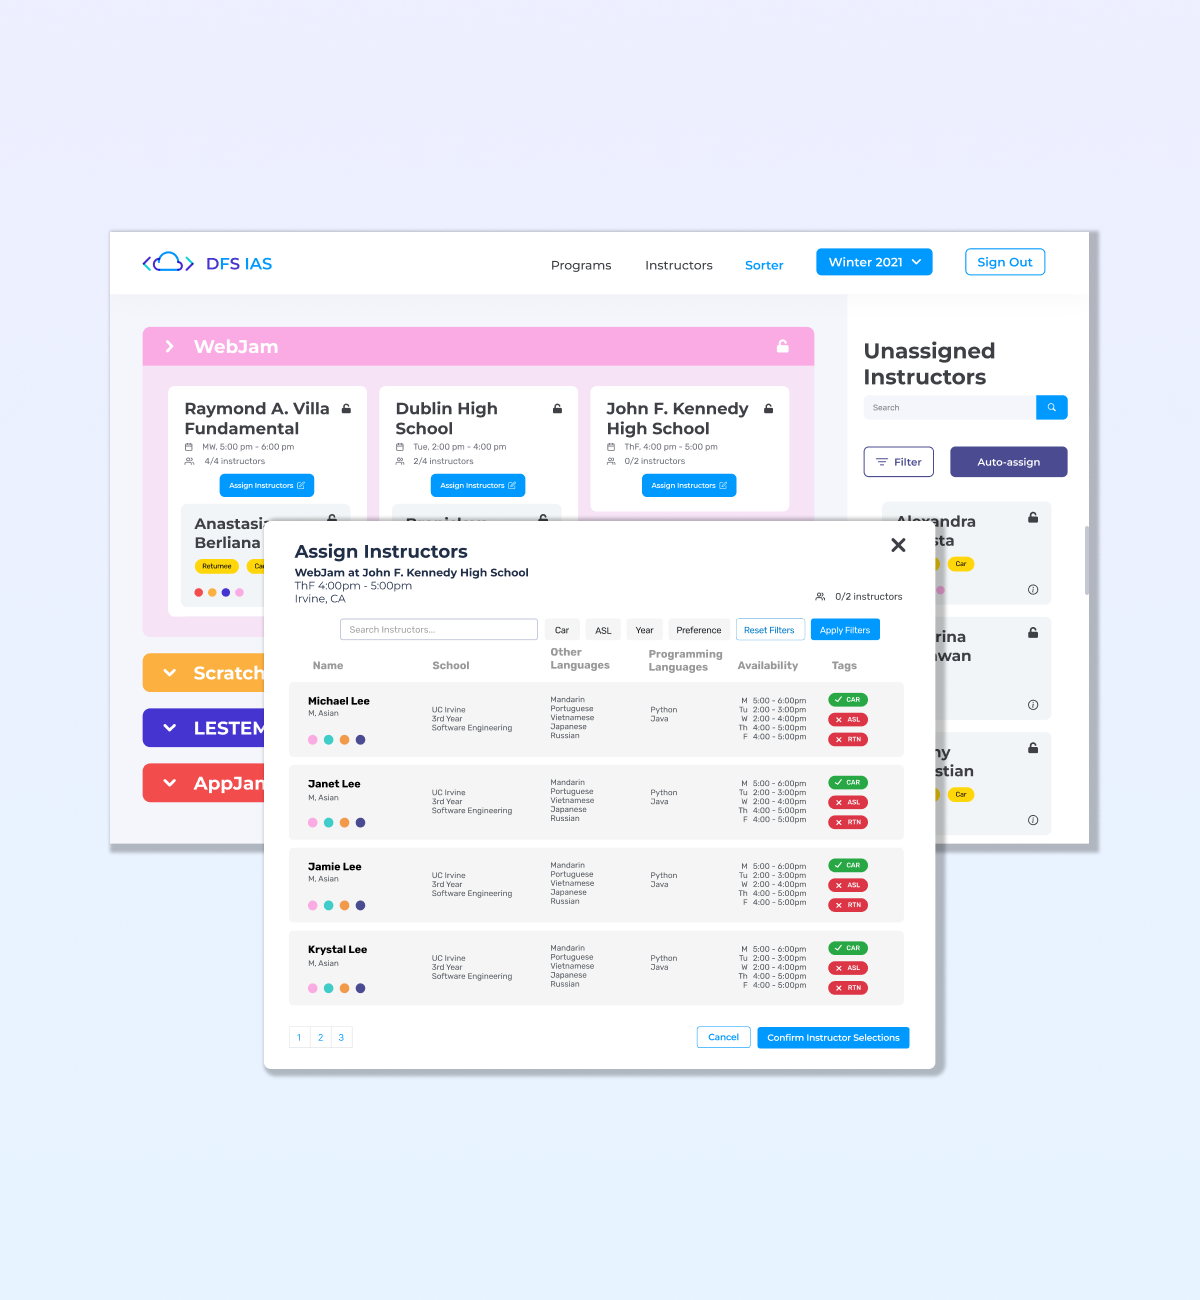 DFS IAS
Programs
Instructors
Sorter
Winter 2021
Sign Out
WebJam
Raymond A. Villa
Fundamental
MW, 5:00 pm - 6:00 pm
4/4 instructors
Assign Instructors
Anastasia
Berliana
Returnee
Dublin High
School
Tue, 2:00 pm - 4:00 pm
2/4 instructors
Assign Instructors
John F. Kennedy
High School
ThF, 4:00 pm - 5:00 pm
0/2 instructors
Assign Instructors
Scratch
LESTEM
AppJam
Unassigned
Instructors
Search
Filter
Auto-assign
Car
Car
Assign Instructors
WebJam at John F. Kennedy High School
ThF 4:00pm - 5:00pm
Irvine, CA
0/2 instructors
Search Instructors...
Car
ASL
Year
Preference
Reset Filters
Apply Filters
Name
School
Other
Languages
Programming
Languages
Availability
Tags
Michael Lee
M, Asian
UC Irvine
3rd Year
Software Engineering
Mandarin
Portuguese
Vietnamese
Japanese
Russian
Python
Java
M 5:00 - 6:00pm
Tu 2:00 - 3:00pm
W 2:00 - 4:00pm
Th 4:00 - 5:00pm
F 4:00 - 5:00pm
CAR
ASL
RTN
Janet Lee
M, Asian
UC Irvine
3rd Year
Software Engineering
Mandarin
Portuguese
Vietnamese
Japanese
Russian
Python
Java
M 5:00 - 6:00pm
Tu 2:00 - 3:00pm
W 2:00 - 4:00pm
Th 4:00 - 5:00pm
F 4:00 - 5:00pm
CAR
ASL
RTN
Jamie Lee
M, Asian
UC Irvine
3rd Year
Software Engineering
Mandarin
Portuguese
Vietnamese
Japanese
Russian
Python
Java
M 5:00 - 6:00pm
Tu 2:00 - 3:00pm
W 2:00 - 4:00pm
Th 4:00 - 5:00pm
F 4:00 - 5:00pm
CAR
ASL
RTN
Krystal Lee
M, Asian
UC Irvine
3rd Year
Software Engineering
Mandarin
Portuguese
Vietnamese
Japanese
Russian
Python
Java
M 5:00 - 6:00pm
Tu 2:00 - 3:00pm
W 2:00 - 4:00pm
Th 4:00 - 5:00pm
F 4:00 - 5:00pm
CAR
ASL
RTN
1 2 3
Cancel
Confirm Instructor Selections